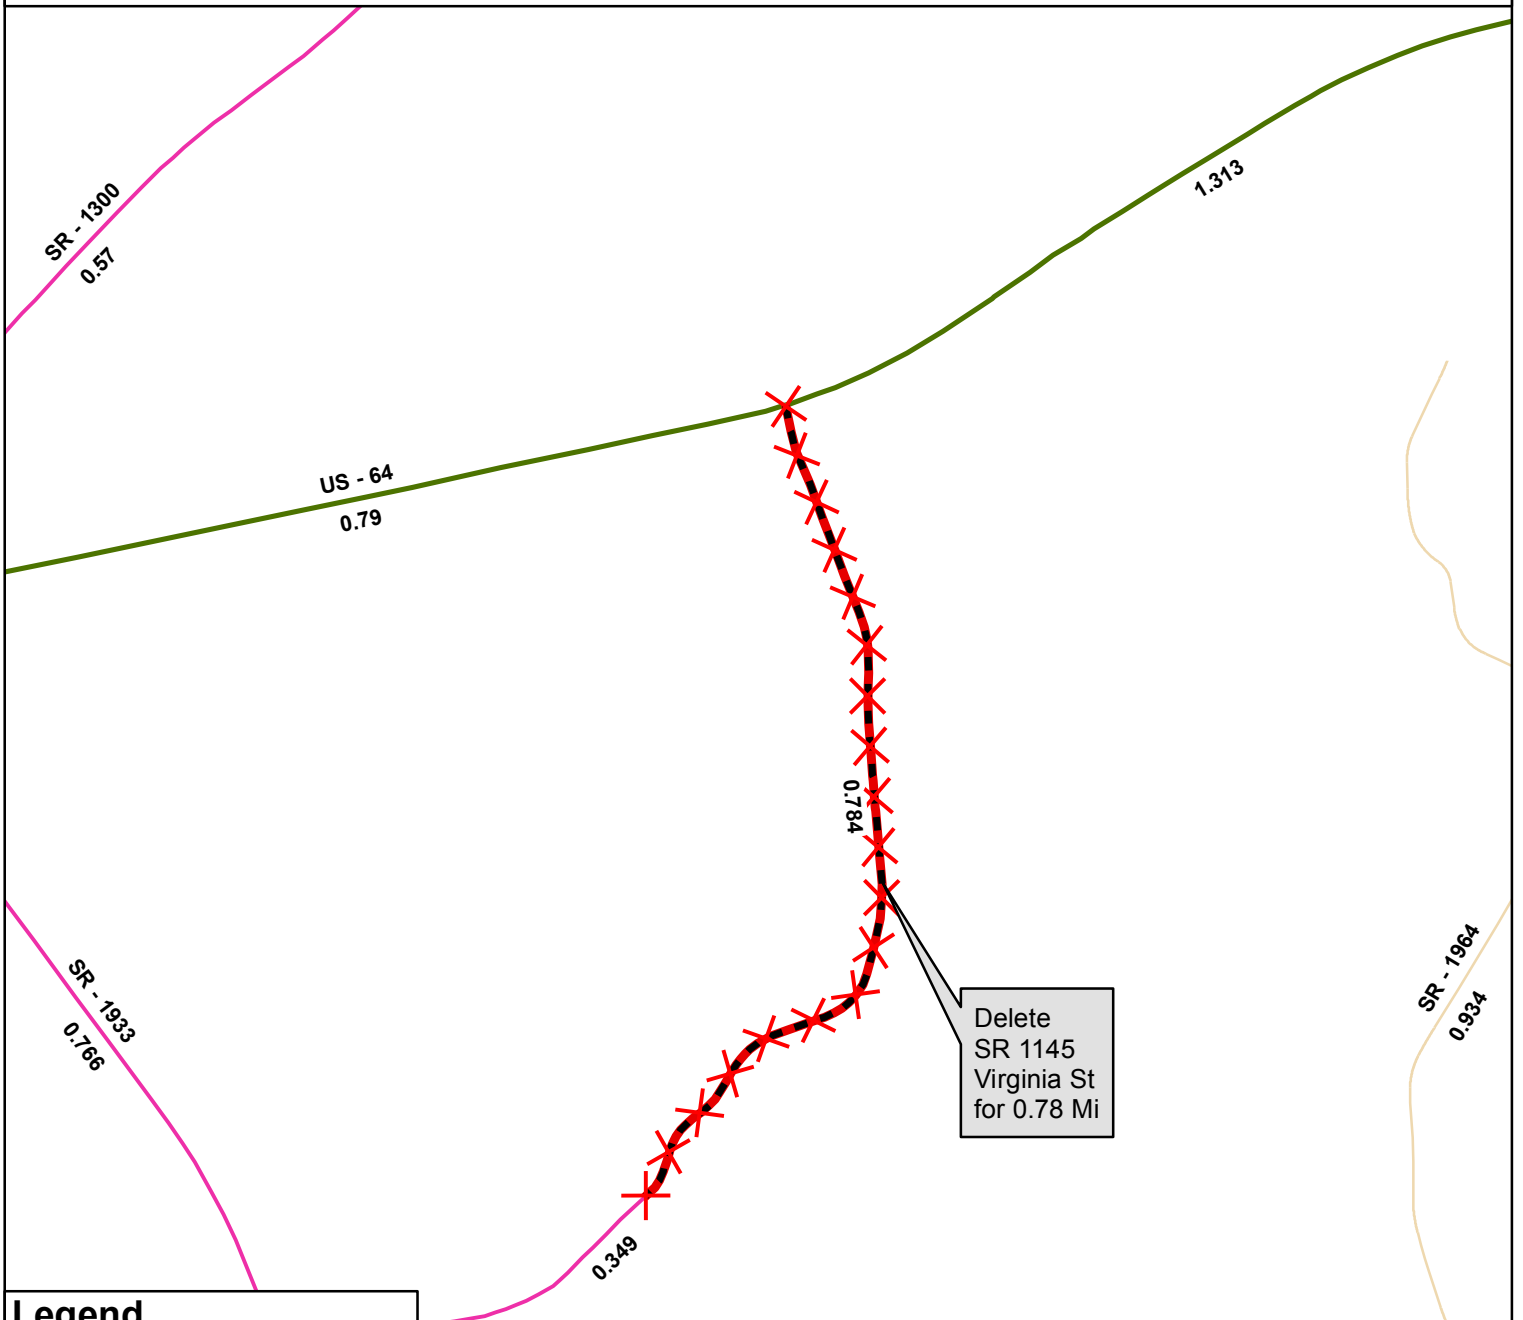 1.313
SR - 1300
0.57
US - 64
0.79
0.784
SR - 1933
0.766
SR - 1964
0.934
Delete
SR 1145
Virginia St
for 0.78 Mi
0.349
Legend